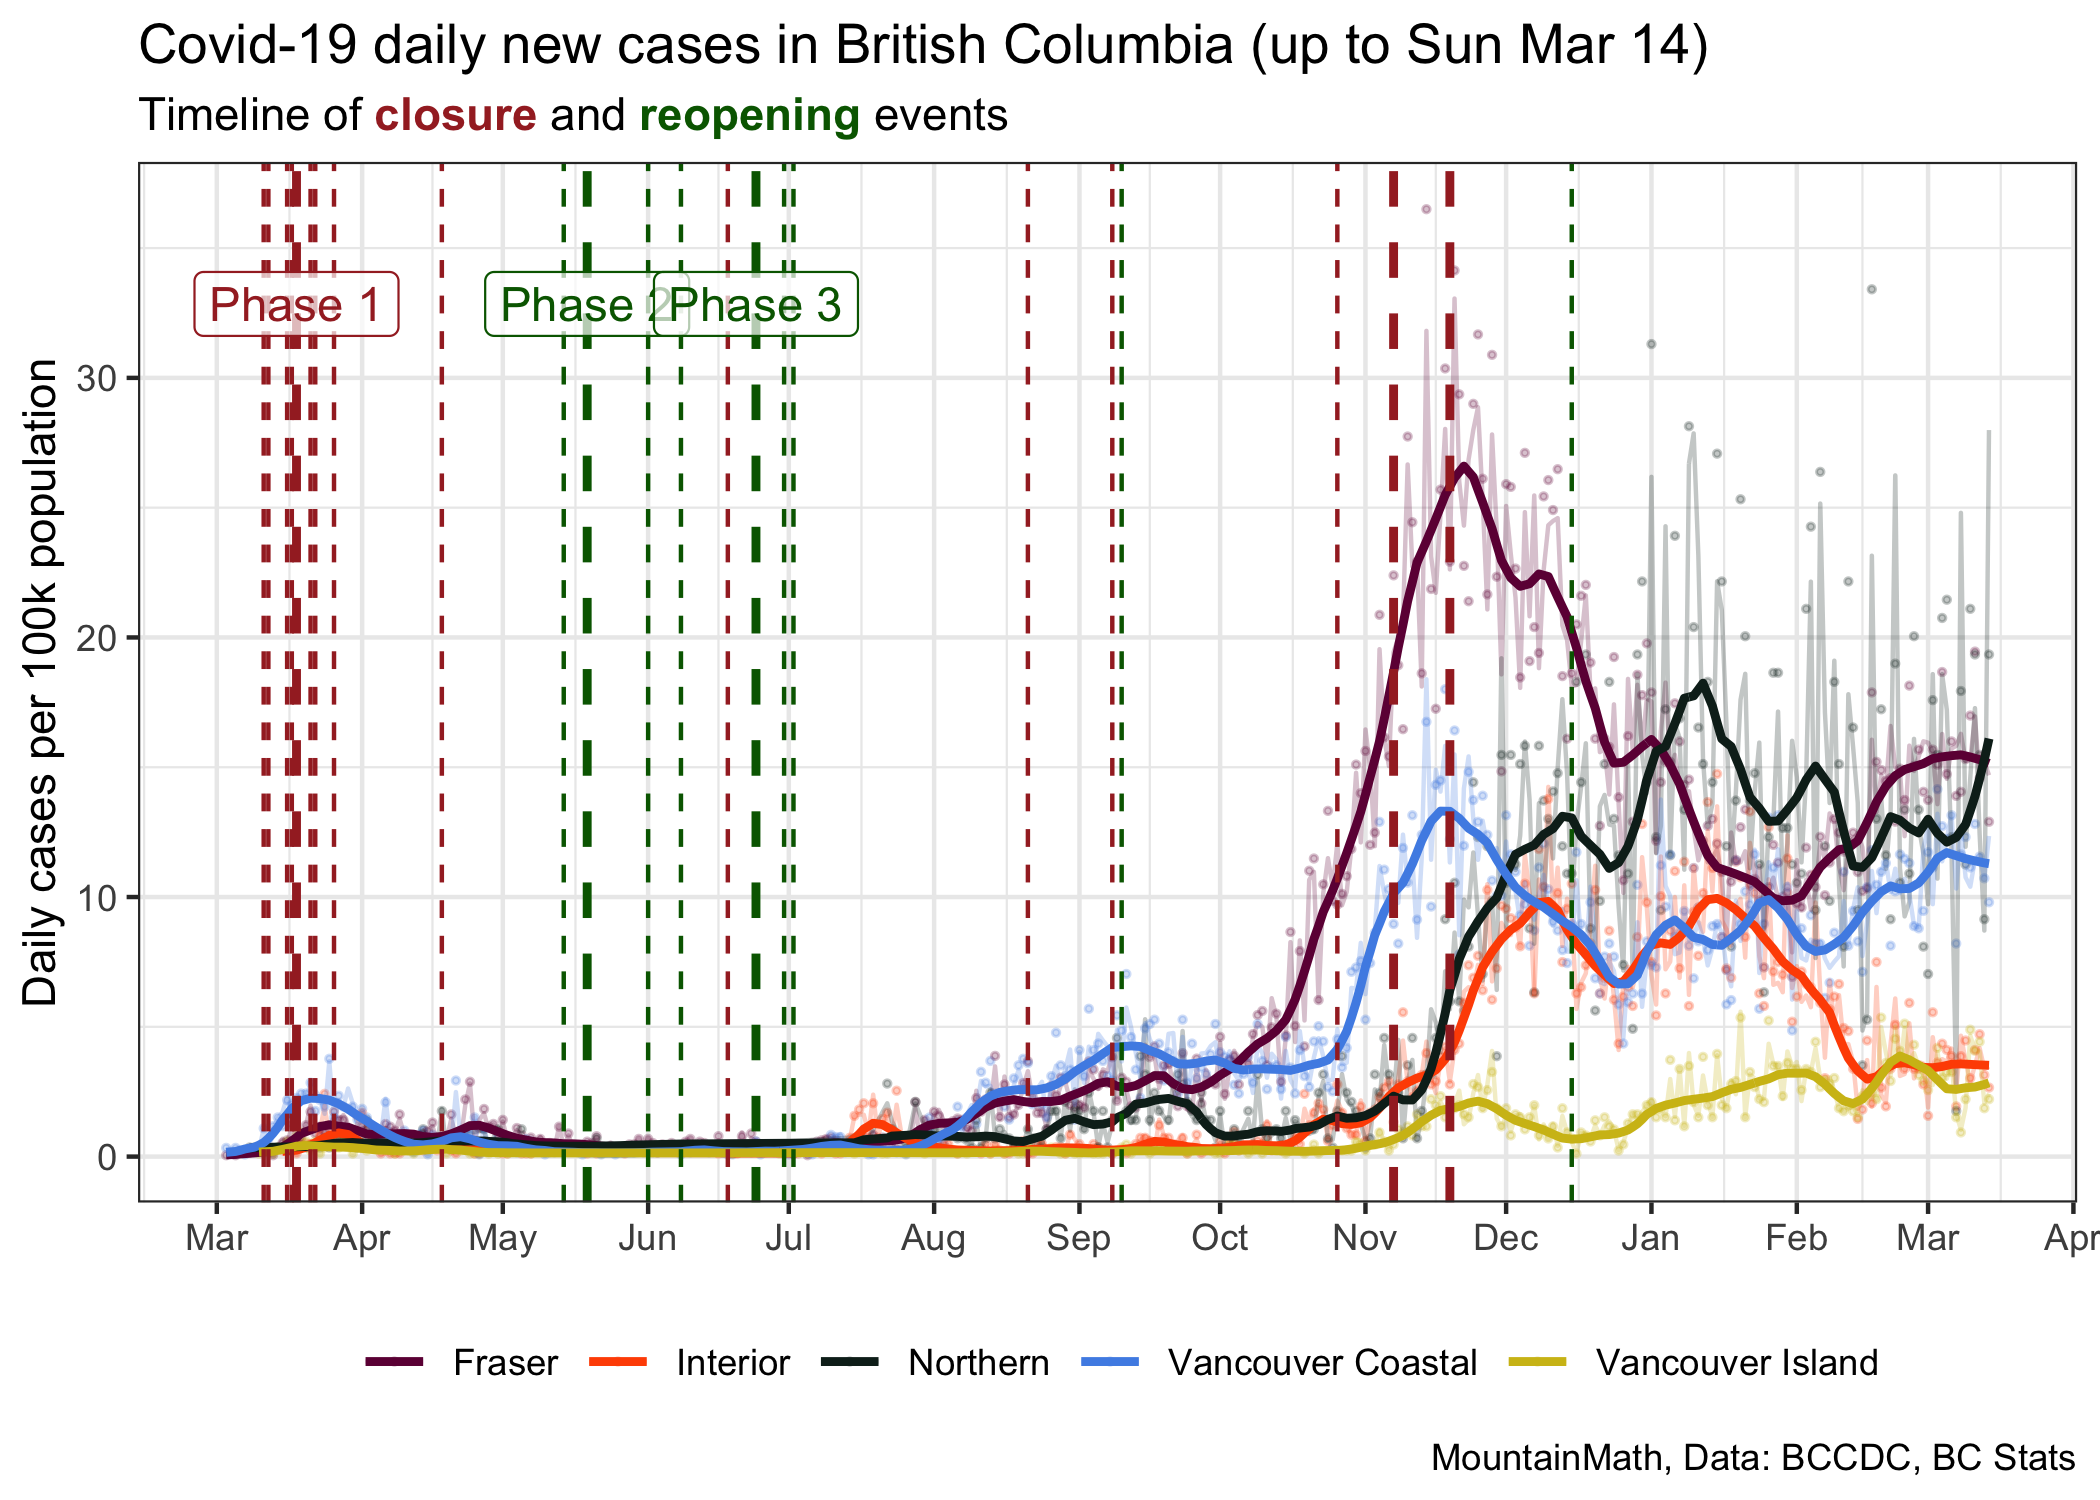 Covid-19 daily new cases in British Columbia (up to Sun Mar 14)
Timeline of closure and reopening events
Phase 1
Phase 2
Phase 3
Daily cases per 100k population
30
20
10
0
Mar Apr May Jun Jul Aug Sep Oct Nov Dec Jan Feb Mar Apr
Fraser Interior Northern Vancouver Coastal Vancouver Island
MountainMath, Data: BCCDC, BC Stats